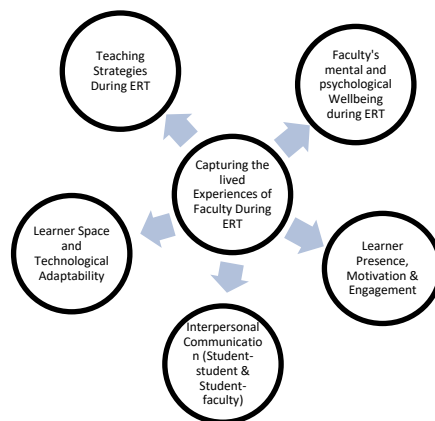 Teaching
Strategies
During ERT
Faculty's
mental and
psychological
Wellbeing
during ERT
Capturing the
lived
Experiences of
Faculty During
ERT
Learner Space
and
Technological
Adaptability
Learner
Presence,
Motivation &
Engagement
Interpersonal
Communicatio
n (Student-
student &
Student-
faculty)